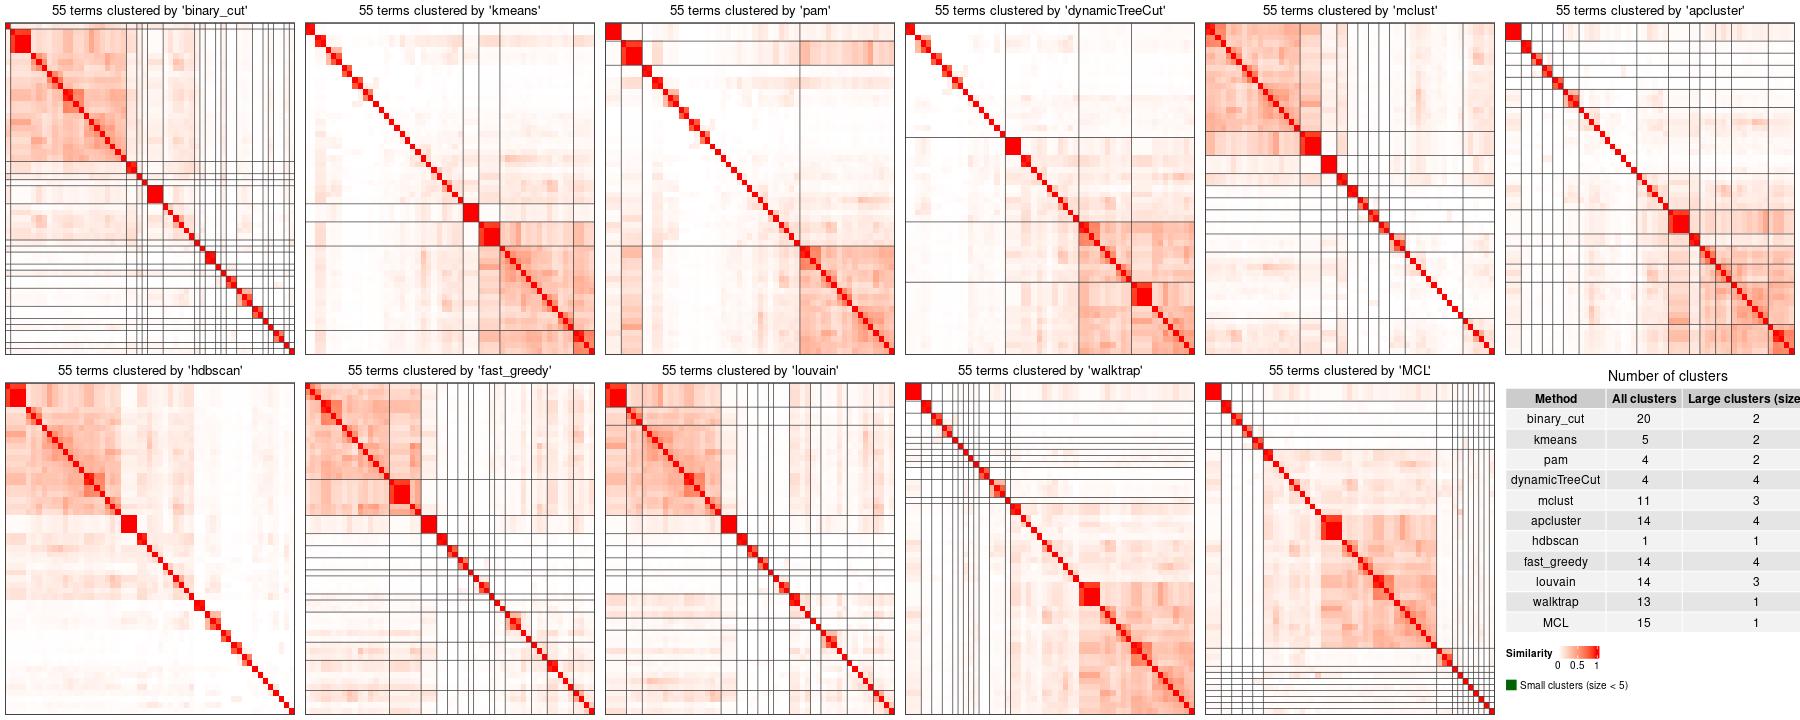 55 terms clustered by 'binary_cut'
55 terms clustered by 'kmeans'
55 terms clustered by 'pam'
55 terms clustered by 'dynamicTreeCut'
55 terms clustered by 'mclust'
55 terms clustered by 'apcluster'
55 terms clustered by 'hdbscan'
55 terms clustered by 'fast_greedy'
55 terms clustered by 'louvain'
55 terms clustered by 'walktrap'
55 terms clustered by 'MCL'
Number of clusters
Method All clusters Large clusters (size
binary_cut 20 2
kmeans 5 2
pam 4 2
dynamicTreeCut 4 4
mclust 11 3
apcluster 14 4
hdbscan 1 1
fast_greedy 14 4
louvain 14 3
walktrap 13 1
MCL 15 1
Similarity
0 0.5 1
Small clusters (size < 5)